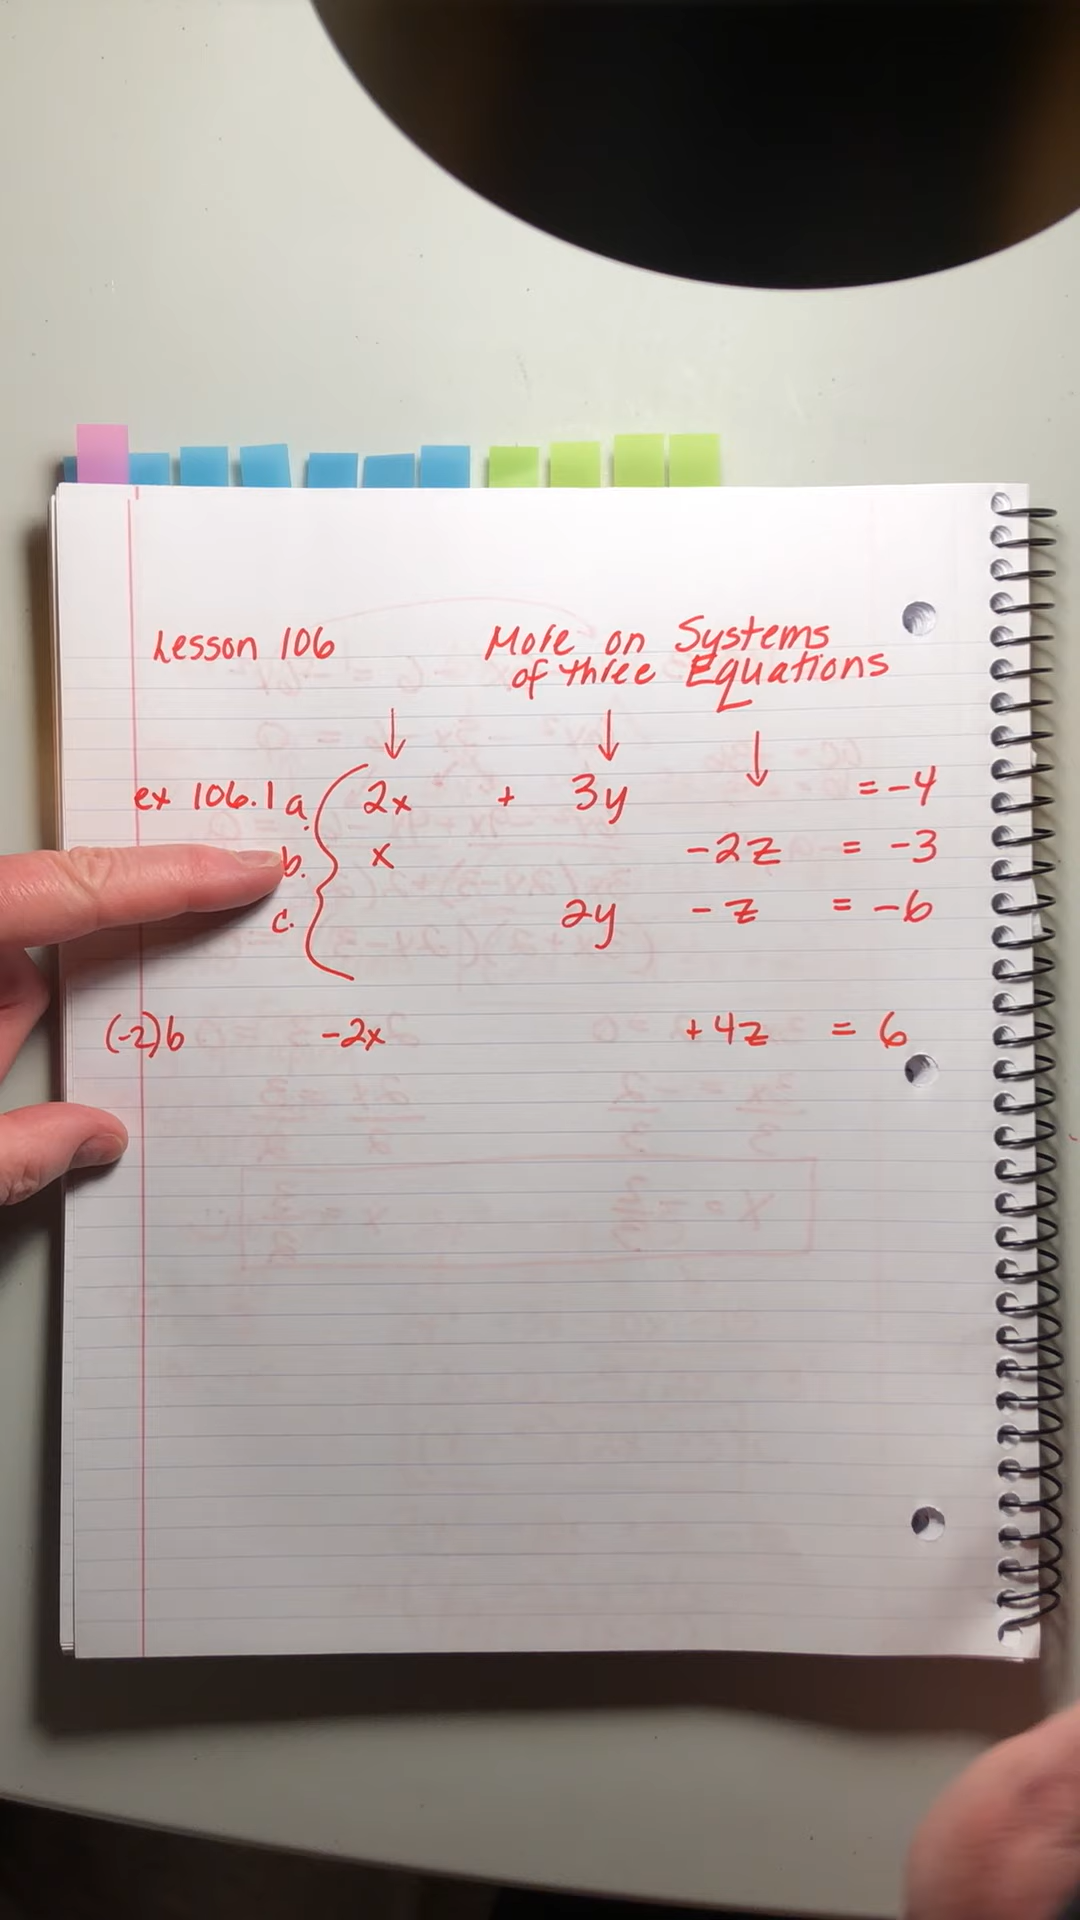 Lesson 106 More on Systems
of three Equations
ex 106.1 a. 2x + 3y = -4
b. x -2z = -3
c. 2y - z = -6
(-2)b -2x +4z = 6